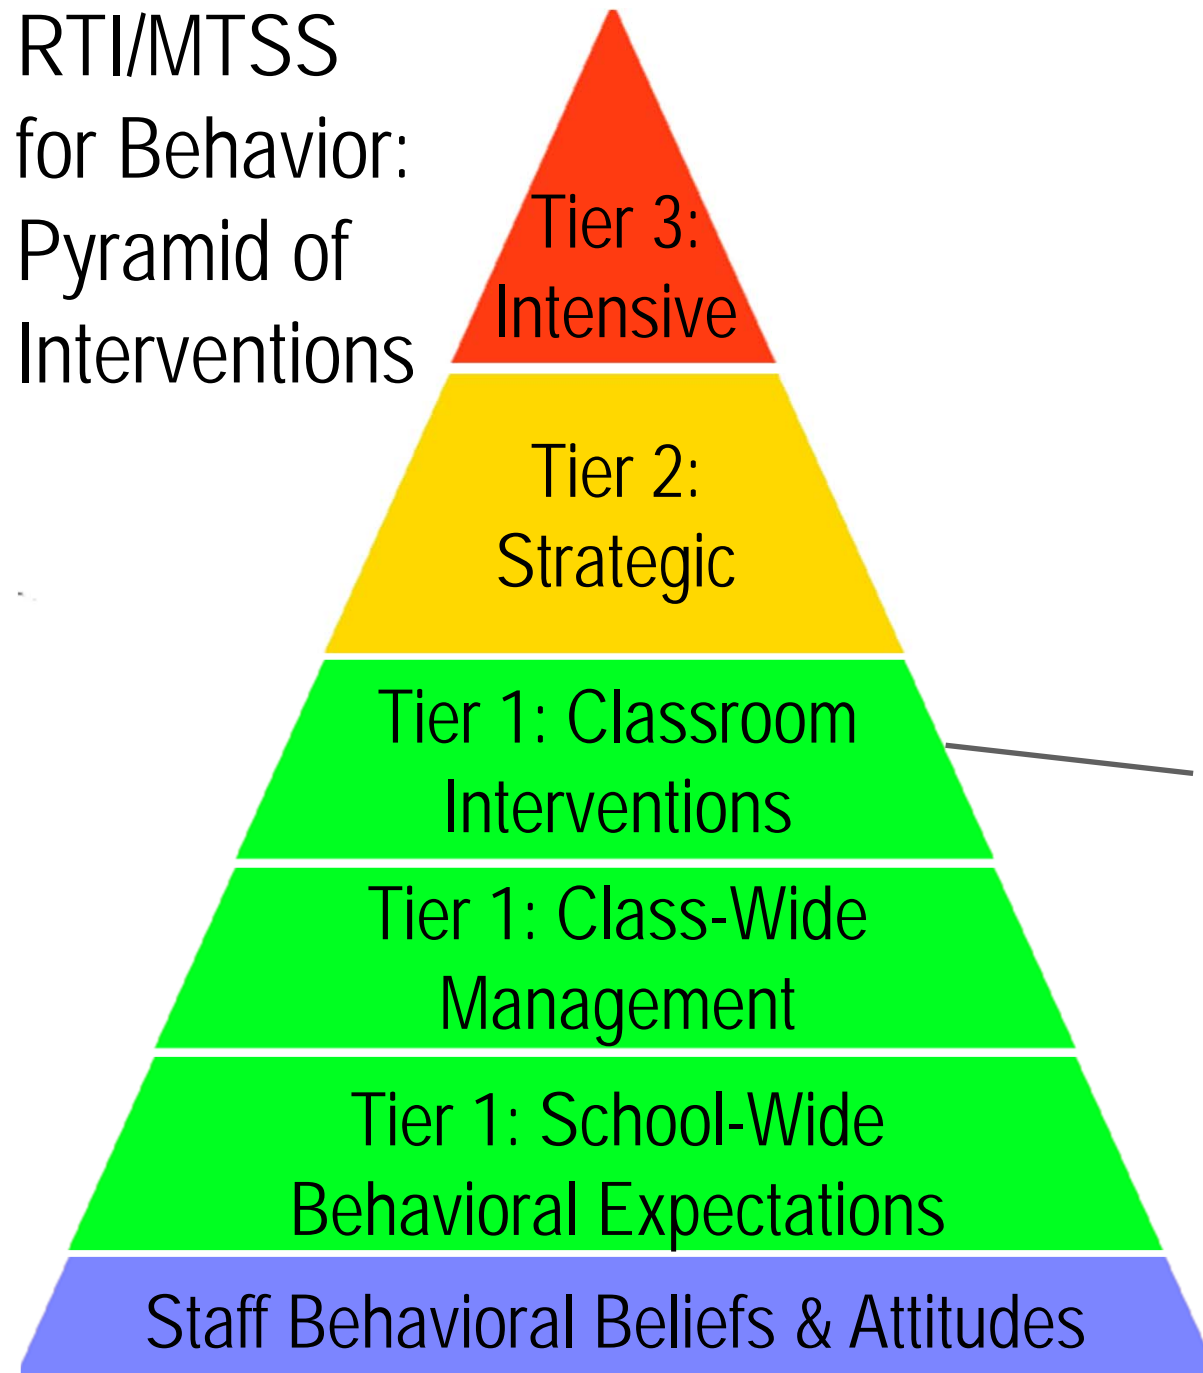 RTI/MTSS
for Behavior:
Pyramid of
Interventions
Tier 3:
Intensive
Tier 2:
Strategic
Tier 1: Classroom
Interventions
Tier 1: Class-Wide
Management
Tier 1: School-Wide
Behavioral Expectations
Staff Behavioral Beliefs & Attitudes